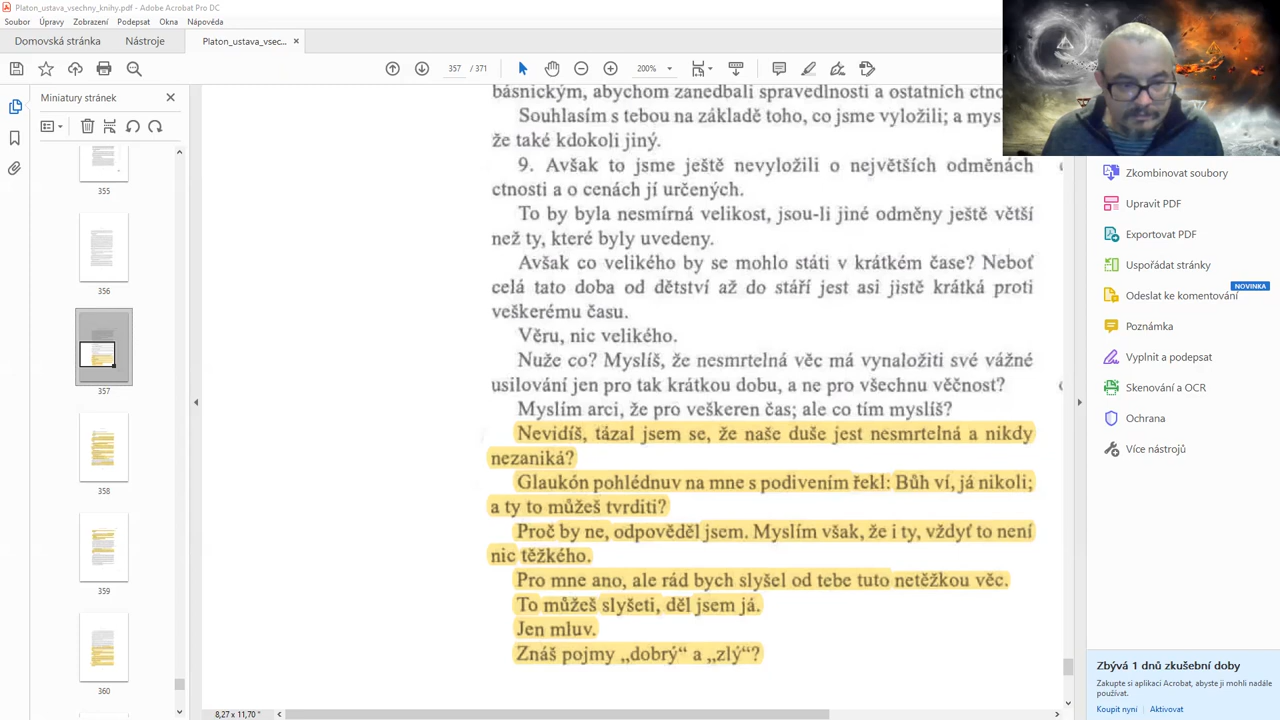 Platon_ustava_vsechny_knihy.pdf - Adobe Acrobat Pro DC
Soubor Úpravy Zobrazení Podepsat Okna Nápověda
Domovská stránka Nástroje Platon_ustava_vsec... ×
357 / 371 200%
Miniatury stránek
355
356
357
358
359
360
básnickým, abychom zanedbali spravedlnosti a ostatních
Souhlasím s tebou na základě toho, co jsme vyložili; a
že také kdokoli jiný.
9. Avšak to jsme ještě nevyložili o největších odměnách
ctnosti a o cenách jí určených.
To by byla nesmírná velikost, jsou-li jiné odměny ještě větší
než ty, které byly uvedeny.
Avšak co velikého by se mohlo státi v krátkém čase? Neboť
celá tato doba od dětství až do stáří jest asi jistě krátká proti
veškerému času.
Věru, nic velikého.
Nuže co? Myslíš, že nesmrtelná věc má vynaložiti své vážné
usilování jen pro tak krátkou dobu, a ne pro všechnu věčnost?
Myslím arci, že pro veškeren čas; ale co tím myslíš?
Nevidíš, tázal jsem se, že naše duše jest nesmrtelná a nikdy
nezaniká?
Glaukón pohlédnuv na mne s podivením řekl: Bůh ví, já nikoli;
a ty to můžeš tvrditi?
Proč by ne, odpověděl jsem. Myslím však, že i ty, vždyť to není
nic těžkého.
Pro mne ano, ale rád bych slyšel od tebe tuto netěžkou věc.
To můžeš slyšeti, děl jsem já.
Jen mluv.
Znáš pojmy „dobrý“ a „zlý“?
8,27 x 11,70 "
Zkombinovat soubory
Upravit PDF
Exportovat PDF
Uspořádat stránky
NOVINKA
Odeslat ke komentování
Poznámka
Vyplnit a podepsat
Skenování a OCR
Ochrana
Více nástrojů
Zbývá 1 dnů zkušební doby
Zakupte si aplikaci Acrobat, abyste ji mohli nadále
používat.
Koupit nyní Aktivovat